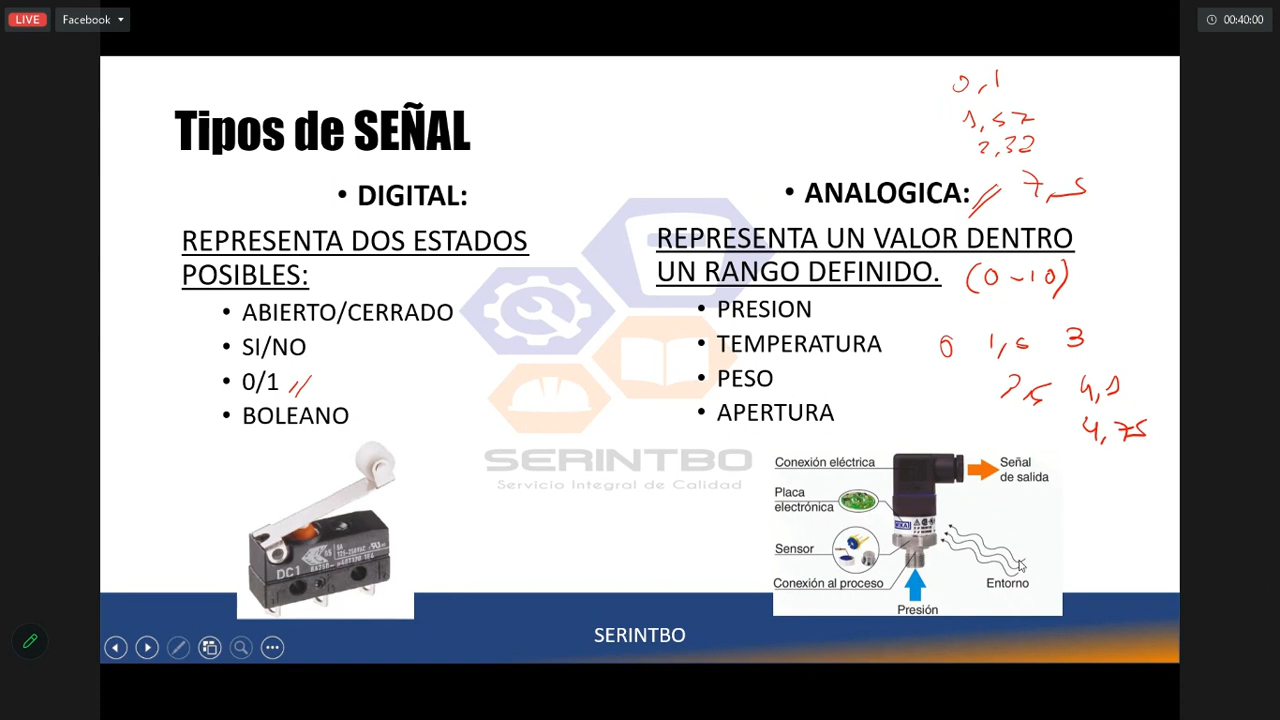 LIVE
Facebook
00:40:00
Tipos de SEÑAL
0,1
1,57
2,32
7,5
• DIGITAL:
REPRESENTA DOS ESTADOS
POSIBLES:
• ABIERTO/CERRADO
• SI/NO
• 0/1
• BOLEANO
• ANALOGICA:
REPRESENTA UN VALOR DENTRO
UN RANGO DEFINIDO.
(0-10)
• PRESION
• TEMPERATURA
• PESO
• APERTURA
0 3
4,1
4,75
SERINTBO
Servicio Integral de Calidad
DC1
Conexión eléctrica
Señal
de salida
Placa
electrónica
Sensor
Conexión al proceso
Entorno
Presión
SERINTBO